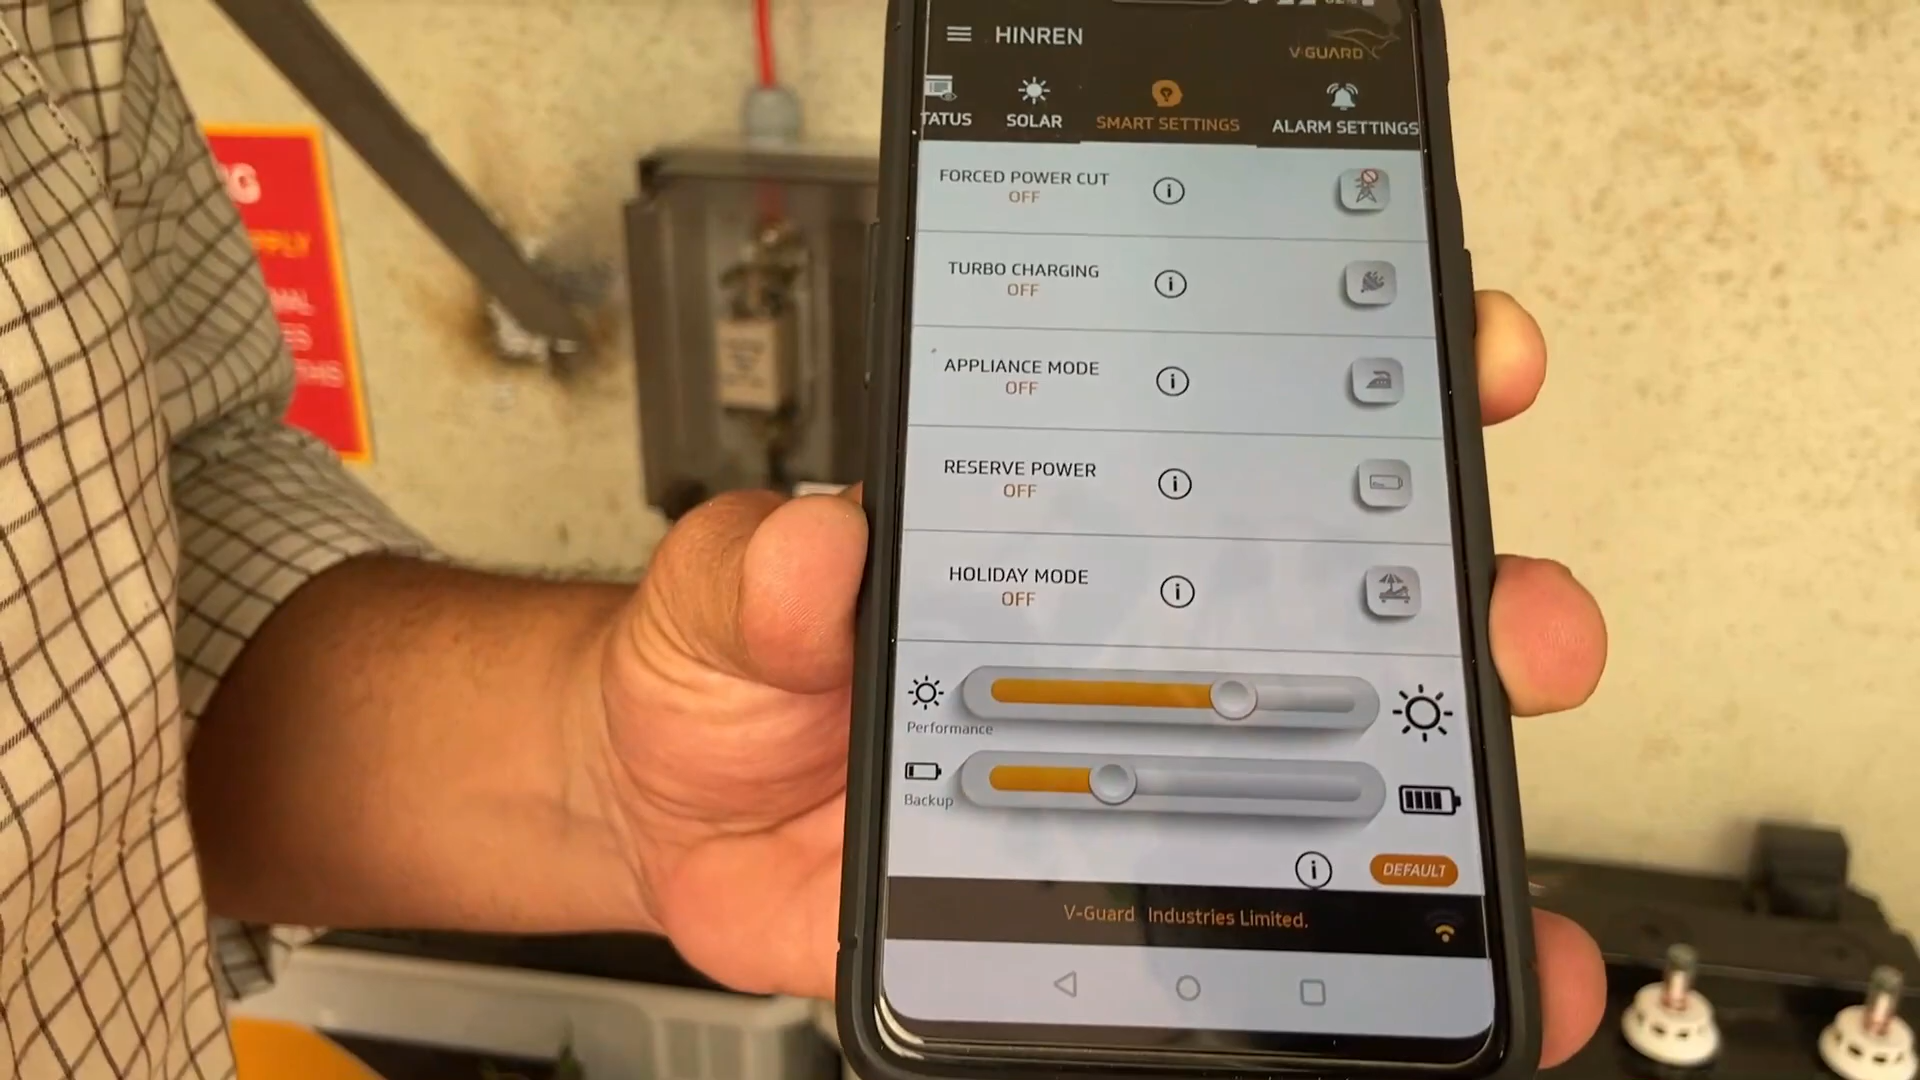 HINREN
V-GUARD
TATUS
SOLAR
SMART SETTINGS
ALARM SETTINGS
FORCED POWER CUT
OFF
TURBO CHARGING
OFF
APPLIANCE MODE
OFF
RESERVE POWER
OFF
HOLIDAY MODE
OFF
Performance
Backup
DEFAULT
V-Guard Industries Limited.